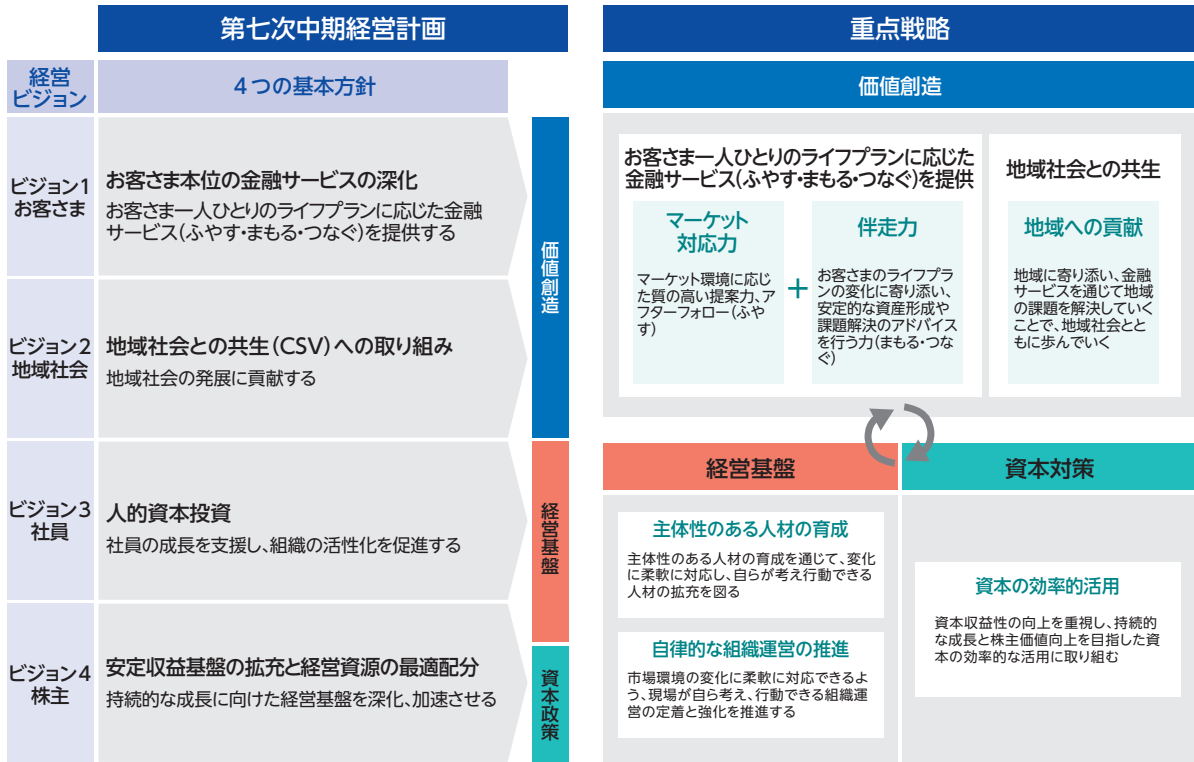 第七次中期経営計画
経営
ビジョン
4つの基本方針
ビジョン1
お客さま
お客さま本位の金融サービスの深化
お客さま一人ひとりのライフプランに応じた金融
サービス(ふやす・まもる・つなぐ)を提供する
ビジョン2
地域社会
地域社会との共生(CSV)への取り組み
地域社会の発展に貢献する
価値創造
ビジョン3
社員
人的資本投資
社員の成長を支援し、組織の活性化を促進する
経営基盤
ビジョン4
株主
安定収益基盤の拡充と経営資源の最適配分
持続的な成長に向けた経営基盤を深化、加速させる
資本政策
重点戦略
価値創造
お客さま一人ひとりのライフプランに応じた
金融サービス(ふやす・まもる・つなぐ)を提供
マーケット
対応力
マーケット環境に応じ
た質の高い提案力、ア
フターフォロー(ふや
す)
+
伴走力
お客さまのライフプラ
ンの変化に寄り添い、
安定的な資産形成や
課題解決のアドバイス
を行う力(まもる・つな
ぐ)
地域社会との共生
地域への貢献
地域に寄り添い、金融
サービスを通じて地域
の課題を解決していく
ことで、地域社会とと
もに歩んでいく
経営基盤
主体性のある人材の育成
主体性のある人材の育成を通じて、変化
に柔軟に対応し、自らが考え行動できる
人材の拡充を図る
自律的な組織運営の推進
市場環境の変化に柔軟に対応できるよ
う、現場が自ら考え、行動できる組織運
営の定着と強化を推進する
資本対策
資本の効率的活用
資本収益性の向上を重視し、持続的
な成長と株主価値向上を目指した資
本の効率的な活用に取り組む